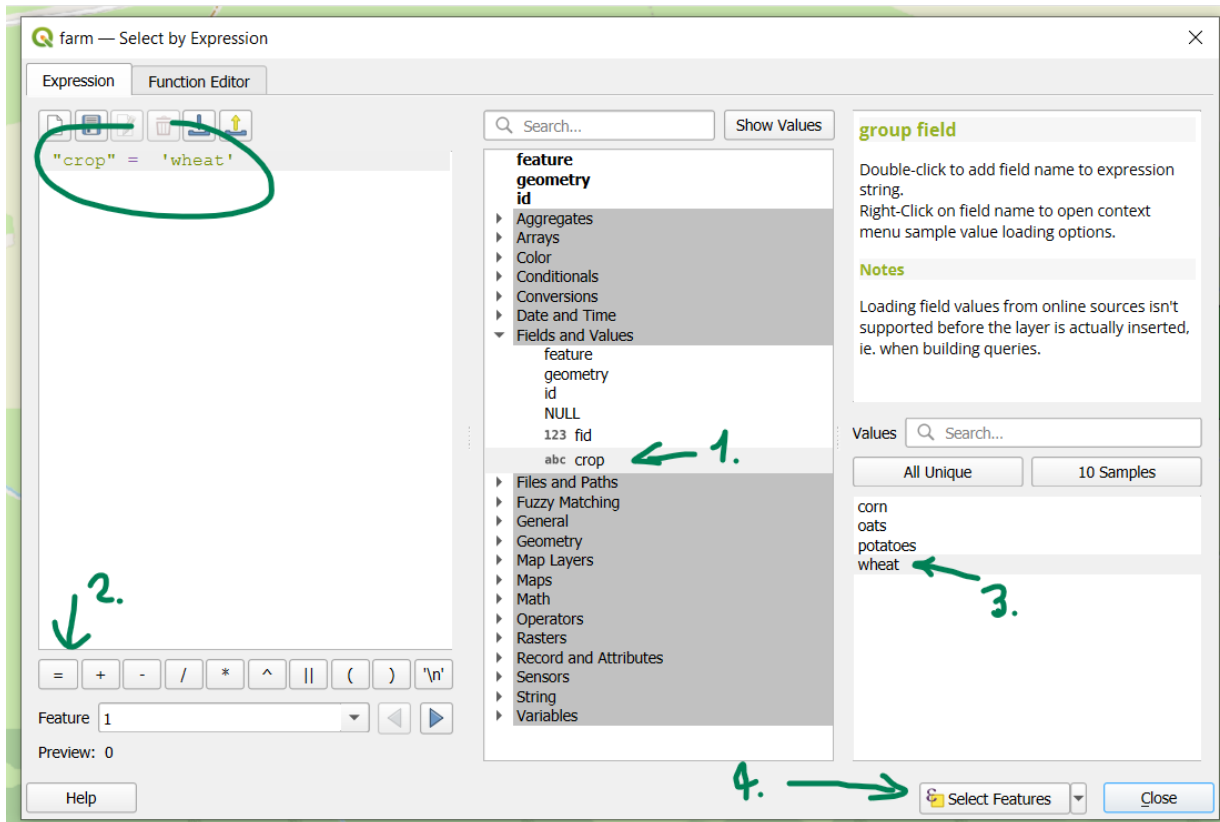 farm — Select by Expression
Expression
Function Editor
"crop" = 'wheat'
Search...
Show Values
feature
geometry
id
Aggregates
Arrays
Color
Conditionals
Conversions
Date and Time
Fields and Values
feature
geometry
id
NULL
123 fid
abc crop
1.
Files and Paths
Fuzzy Matching
General
Geometry
Map Layers
Maps
Math
Operators
Rasters
Record and Attributes
Sensors
String
Variables
group field
Double-click to add field name to expression
string.
Right-Click on field name to open context
menu sample value loading options.
Notes
Loading field values from online sources isn't
supported before the layer is actually inserted,
ie. when building queries.
Values
Search...
All Unique
10 Samples
corn
oats
potatoes
wheat
3.
2.
= + - / * ^ || ( ) '\n'
Feature 1
Preview: 0
4.
Help
Select Features
Close